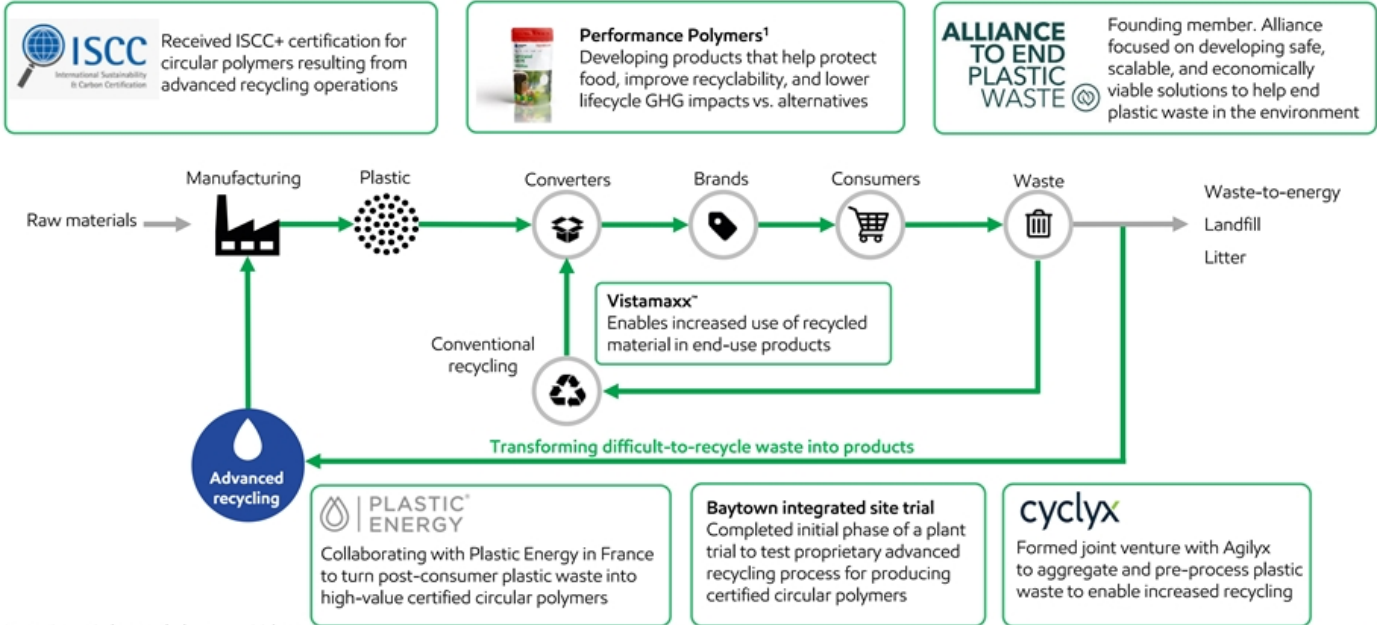 ISCC
International Sustainability
& Carbon Certification
Received ISCC+ certification for
circular polymers resulting from
advanced recycling operations
Performance Polymers¹
Developing products that help protect
food, improve recyclability, and lower
lifecycle GHG impacts vs. alternatives
ALLIANCE
TO END
PLASTIC
WASTE
Founding member. Alliance
focused on developing safe,
scalable, and economically
viable solutions to help end
plastic waste in the environment
Manufacturing
Plastic
Converters
Brands
Consumers
Waste
Raw materials
Waste-to-energy
Landfill
Litter
Vistamaxx™
Enables increased use of recycled
material in end-use products
Conventional
recycling
Transforming difficult-to-recycle waste into products
Advanced
recycling
PLASTIC®
ENERGY
Collaborating with Plastic Energy in France
to turn post-consumer plastic waste into
high-value certified circular polymers
Baytown integrated site trial
Completed initial phase of a plant
trial to test proprietary advanced
recycling process for producing
certified circular polymers
cyclyx
Formed joint venture with Agilyx
to aggregate and pre-process plastic
waste to enable increased recycling